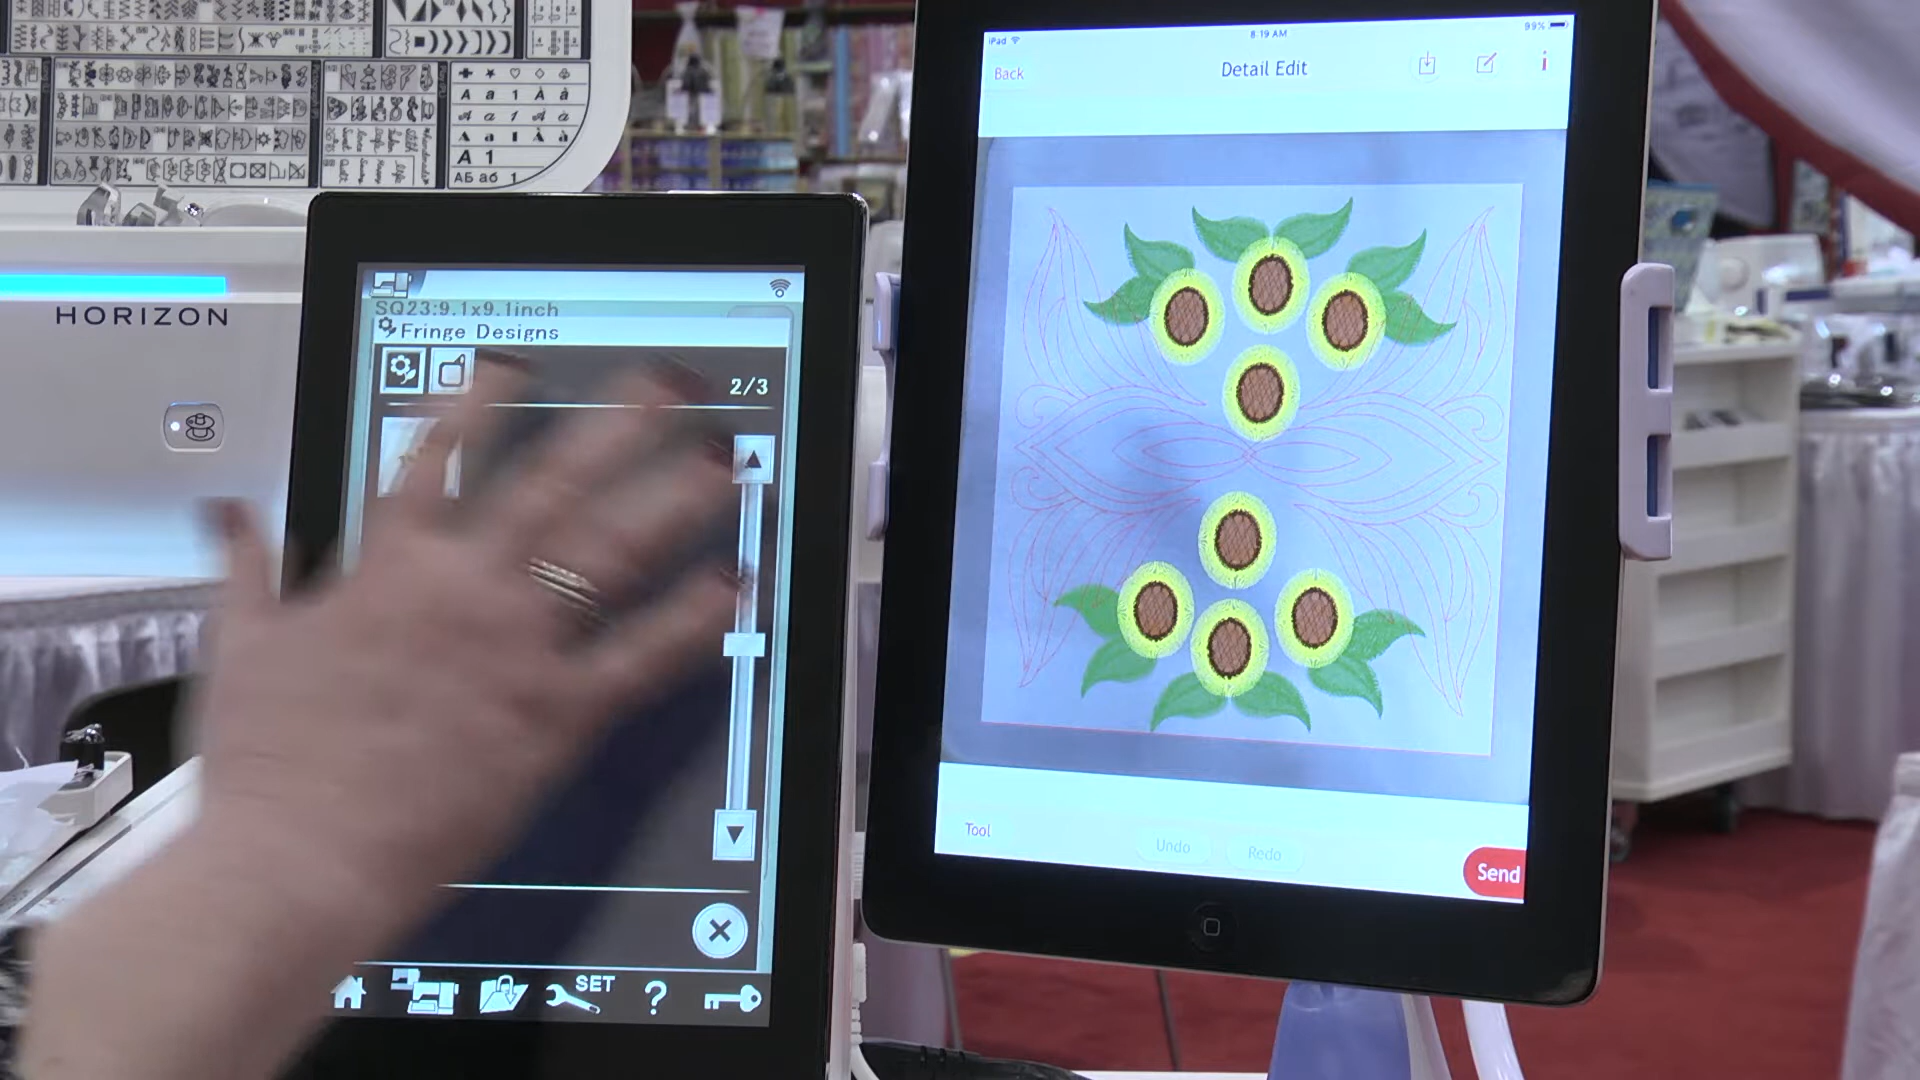 A a 1 À à
A a 1 À à
A a 1 À à
A 1
АБ аб 1
HORIZON
SQ23:9.1x9.1inch
Fringe Designs
2/3
SET
?
iPad
8:19 AM
99%
Back
Detail Edit
i
Tool
Undo
Redo
Send